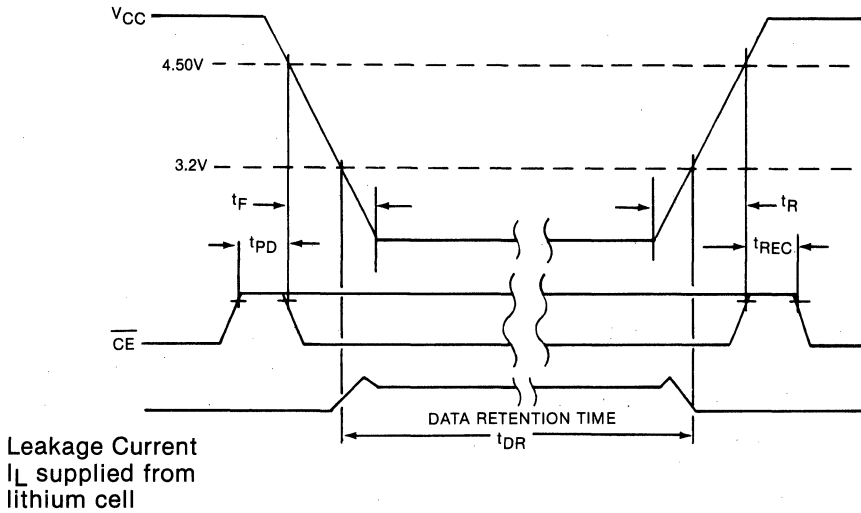 VCC
4.50V
3.2V
tF
tR
tPD
tREC
CE
DATA RETENTION TIME
tDR
Leakage Current
IL supplied from
lithium cell